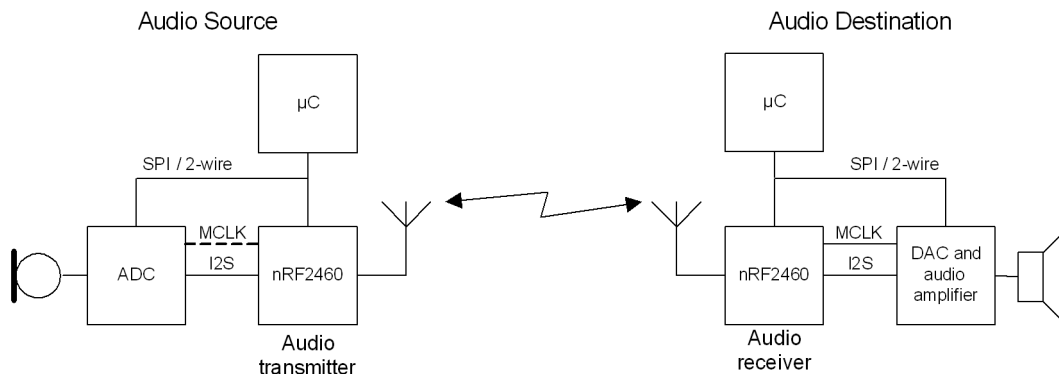 Audio Source
Audio Destination
µC
µC
SPI / 2-wire
SPI / 2-wire
MCLK
MCLK
ADC
I2S
nRF2460
nRF2460
I2S
DAC and
audio
amplifier
Audio
transmitter
Audio
receiver